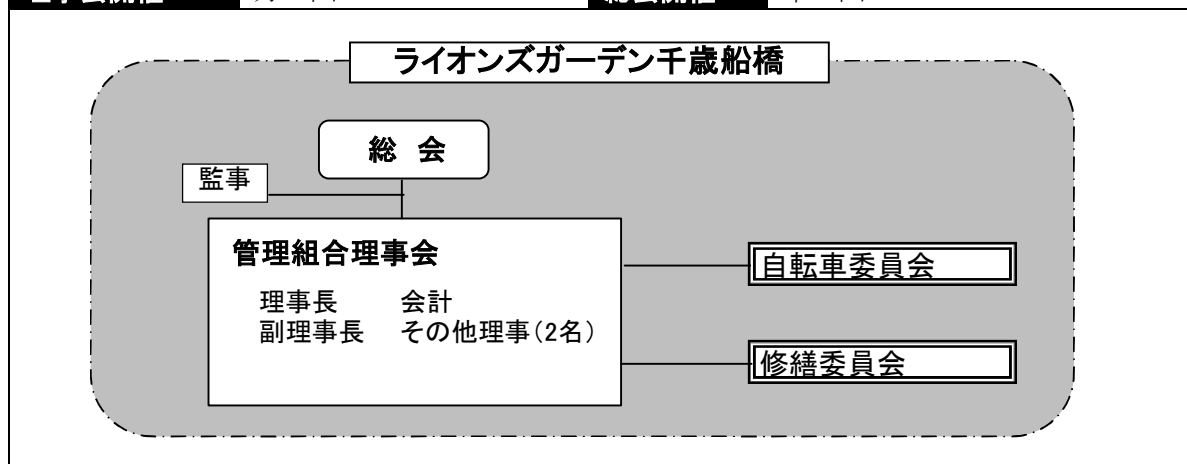 ライオンズガーデン千歳船橋
総 会
監事
管理組合理事会
理事長 会計
副理事長 その他理事(2名)
自転車委員会
修繕委員会